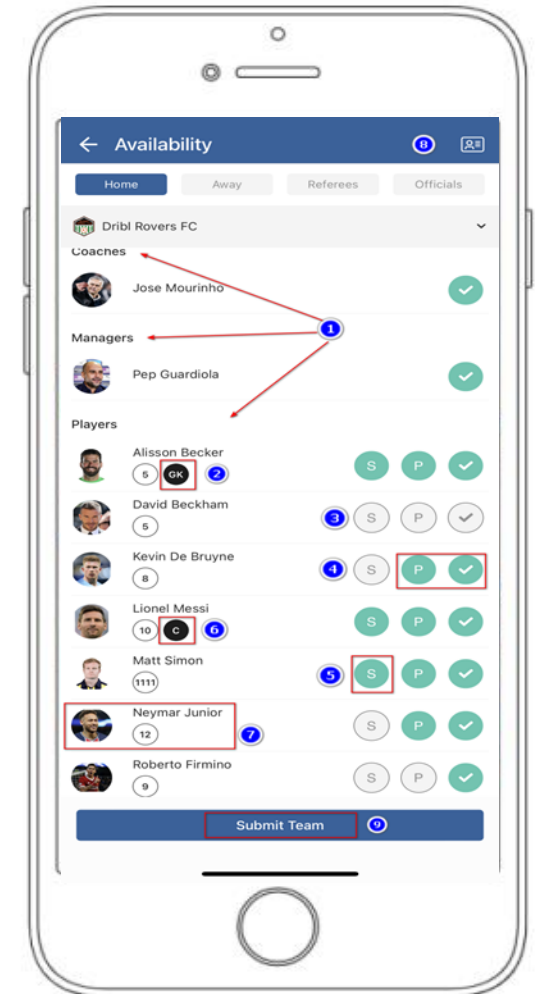 Availability 8
Home Away Referees Officials
Dribl Rovers FC
Coaches
Jose Mourinho
1
Managers
Pep Guardiola
Players
Alisson Becker
5 GK 2 S P
David Beckham
5 3 S P
Kevin De Bruyne
8 4 S P
Lionel Messi
10 C 6 S P
Matt Simon
1111 5 S P
Neymar Junior
12 7 S P
Roberto Firmino
9 S P
Submit Team 9